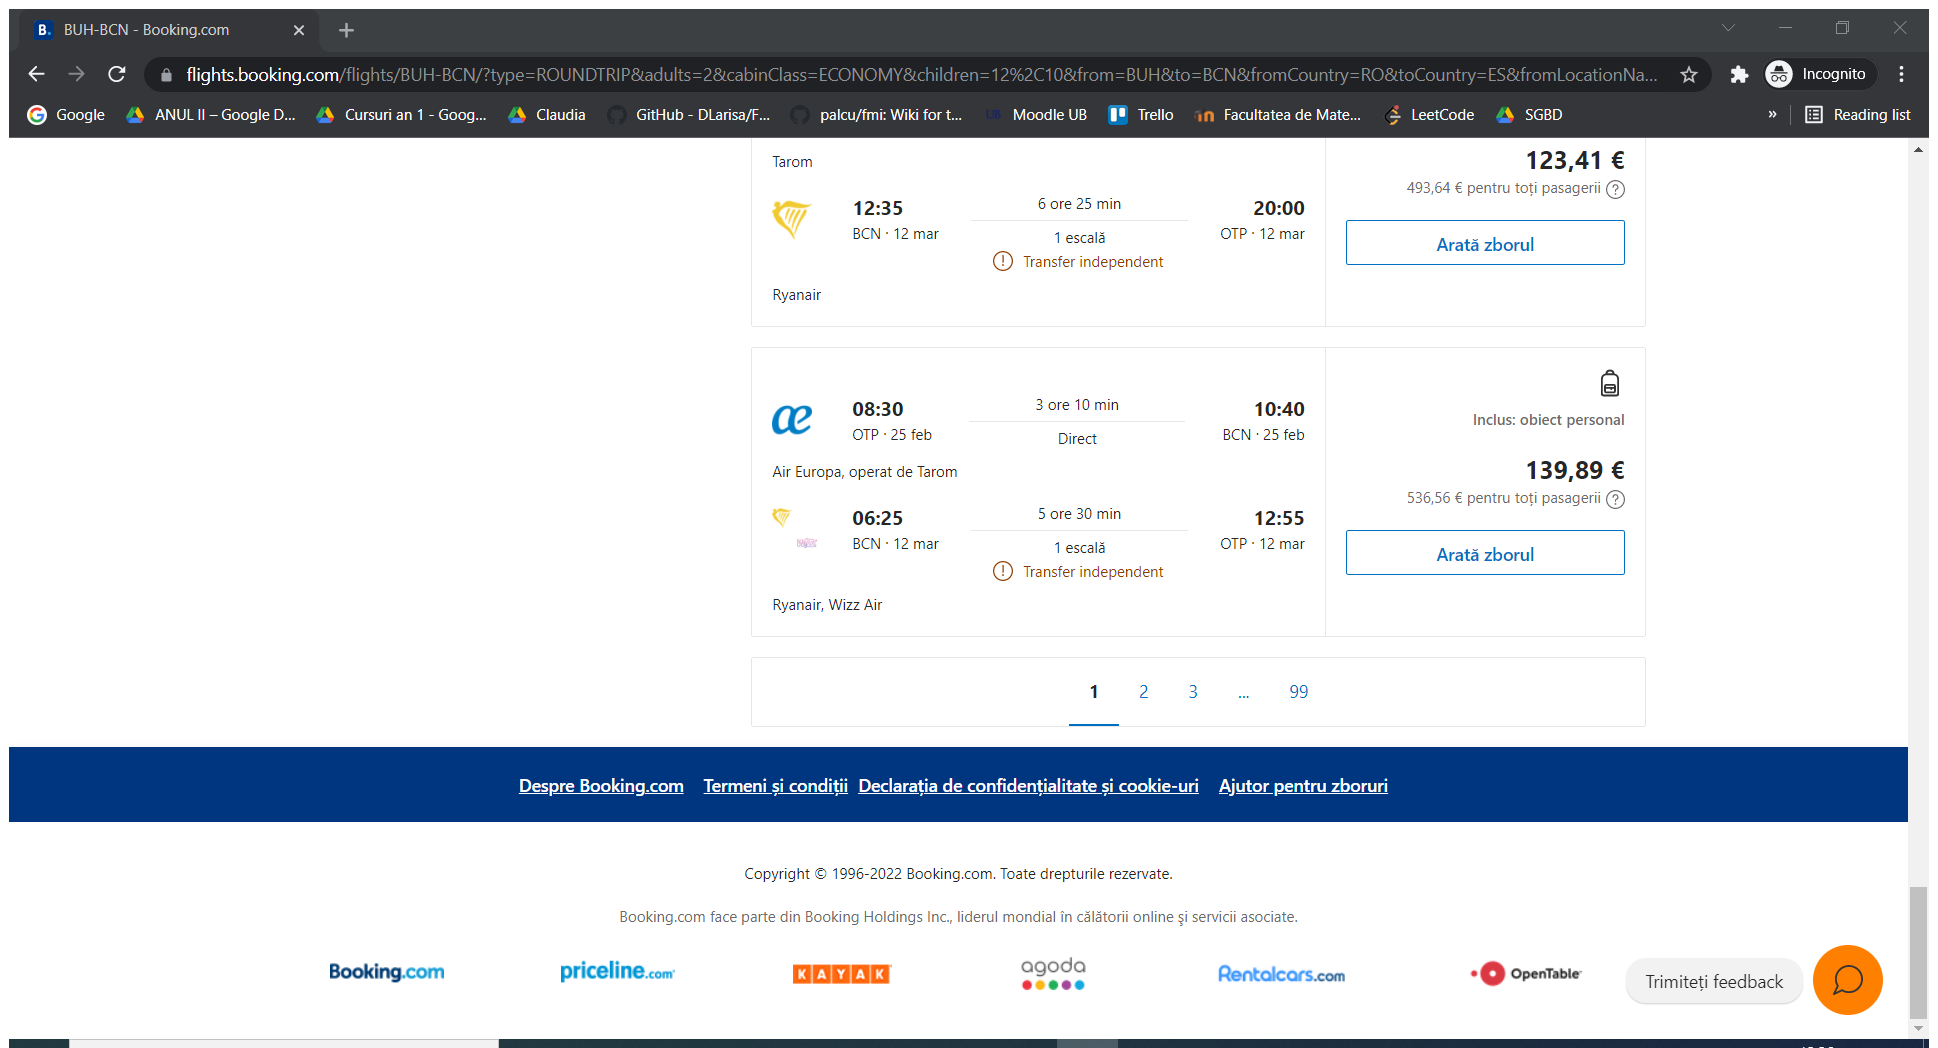 B. BUH-BCN - Booking.com
flights.booking.com/flights/BUH-BCN/?type=ROUNDTRIP&adults=2&cabinClass=ECONOMY&children=12%2C10&from=BUH&to=BCN&fromCountry=RO&toCountry=ES&fromLocationNa... Incognito
Google ANUL II – Google D... Cursuri an 1 - Goog... Claudia GitHub - DLarisa/F... palcu/fmi: Wiki for t... UB Moodle UB Trello Facultatea de Mate... LeetCode SGBD » Reading list
Tarom
123,41 €
493,64 € pentru toți pasagerii ?
12:35 6 ore 25 min 20:00
BCN · 12 mar 1 escală OTP · 12 mar
Transfer independent
Arată zborul
Ryanair
Inclus: obiect personal
08:30 3 ore 10 min 10:40
OTP · 25 feb Direct BCN · 25 feb
Air Europa, operat de Tarom
139,89 €
536,56 € pentru toți pasagerii ?
06:25 5 ore 30 min 12:55
BCN · 12 mar 1 escală OTP · 12 mar
Transfer independent
Arată zborul
Ryanair, Wizz Air
1 2 3 ... 99
Despre Booking.com Termeni și condiții Declarația de confidențialitate și cookie-uri Ajutor pentru zboruri
Copyright © 1996-2022 Booking.com. Toate drepturile rezervate.
Booking.com face parte din Booking Holdings Inc., liderul mondial în călătorii online şi servicii asociate.
Booking.com priceline.com KAYAK agoda Rentalcars.com OpenTable
Trimiteți feedback